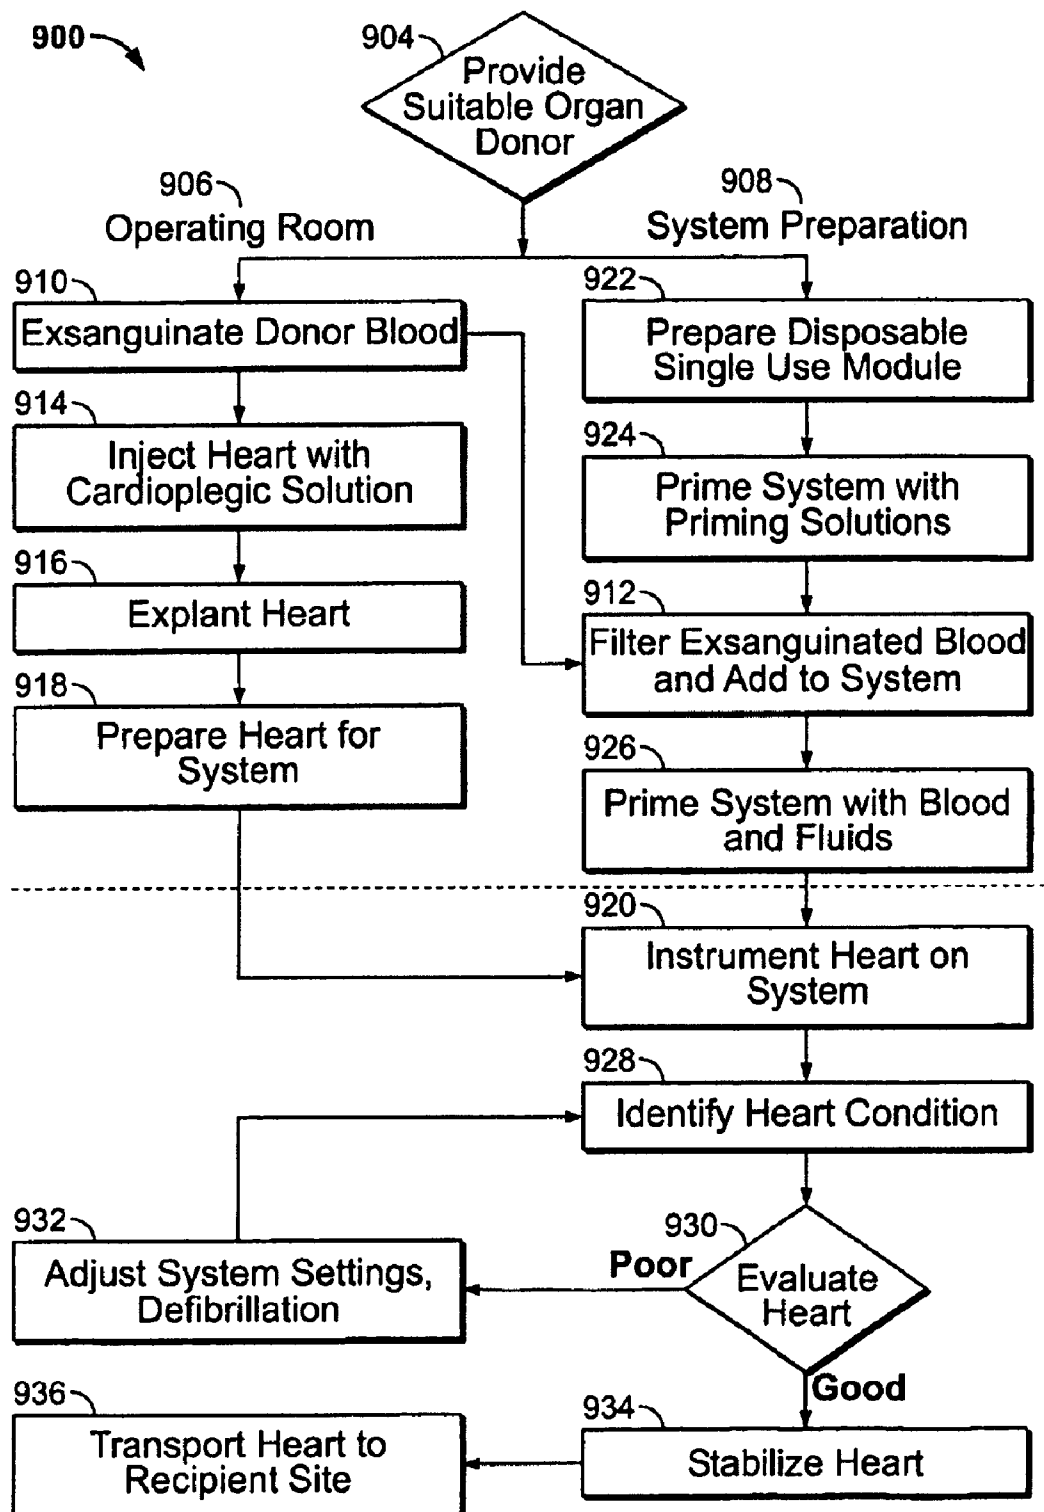 900
904
Provide
Suitable Organ
Donor
906
Operating Room
908
System Preparation
910
Exsanguinate Donor Blood
914
Inject Heart with
Cardioplegic Solution
916
Explant Heart
918
Prepare Heart for
System
922
Prepare Disposable
Single Use Module
924
Prime System with
Priming Solutions
912
Filter Exsanguinated Blood
and Add to System
926
Prime System with Blood
and Fluids
920
Instrument Heart on
System
928
Identify Heart Condition
930
Evaluate
Heart
Poor
932
Adjust System Settings,
Defibrillation
Good
934
Stabilize Heart
936
Transport Heart to
Recipient Site